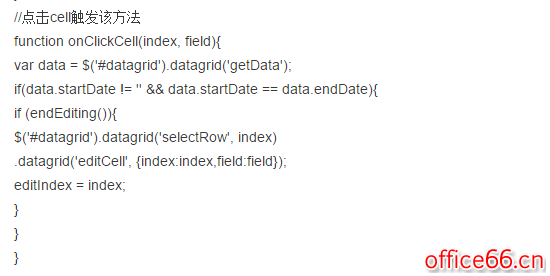 //点击cell触发该方法
function onClickCell(index, field){
var data = $('#datagrid').datagrid('getData');
if(data.startDate != '' && data.startDate == data.endDate){
if (endEditing()){
$('#datagrid').datagrid('selectRow', index)
.datagrid('editCell', {index:index,field:field});
editIndex = index;
}
}
}
office66.cn